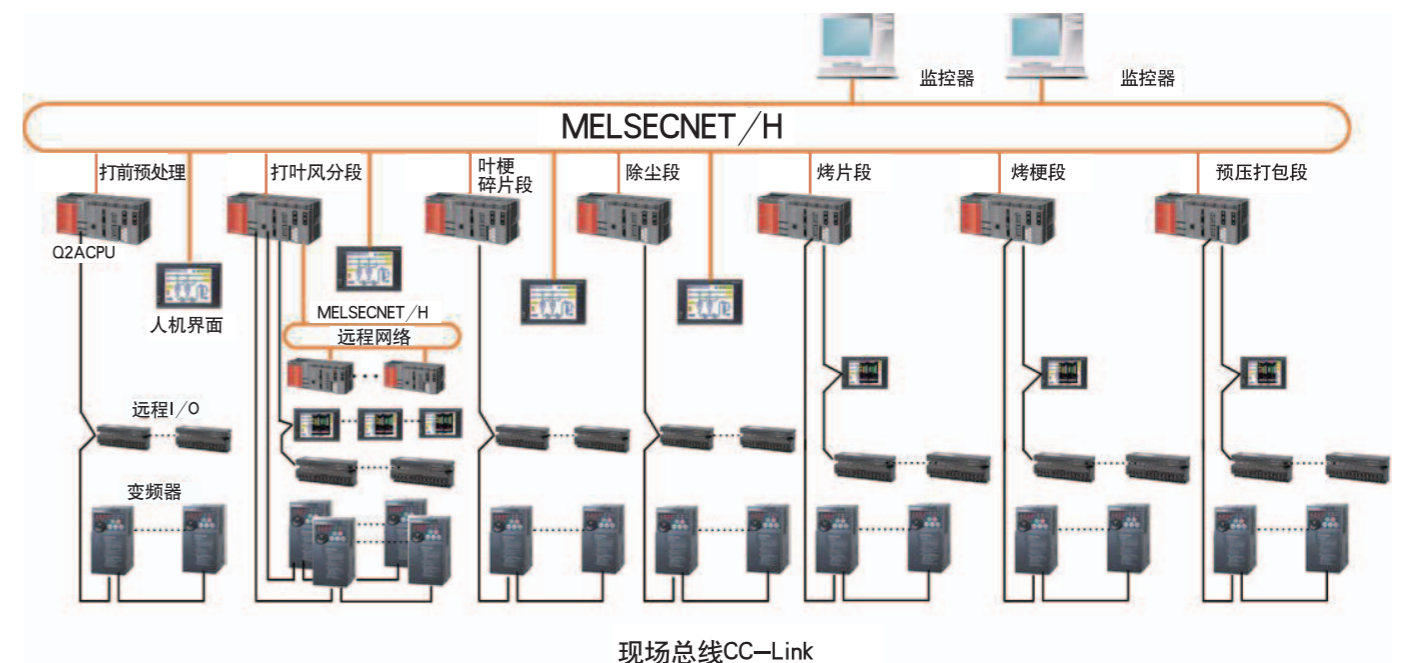 监控器
监控器
MELSECNET/H
打前预处理
打叶风分段
叶梗
碎片段
除尘段
烤片段
烤梗段
预压打包段
Q2ACPU
人机界面
MELSECNET/H
远程网络
远程I/O
变频器
现场总线CC-Link